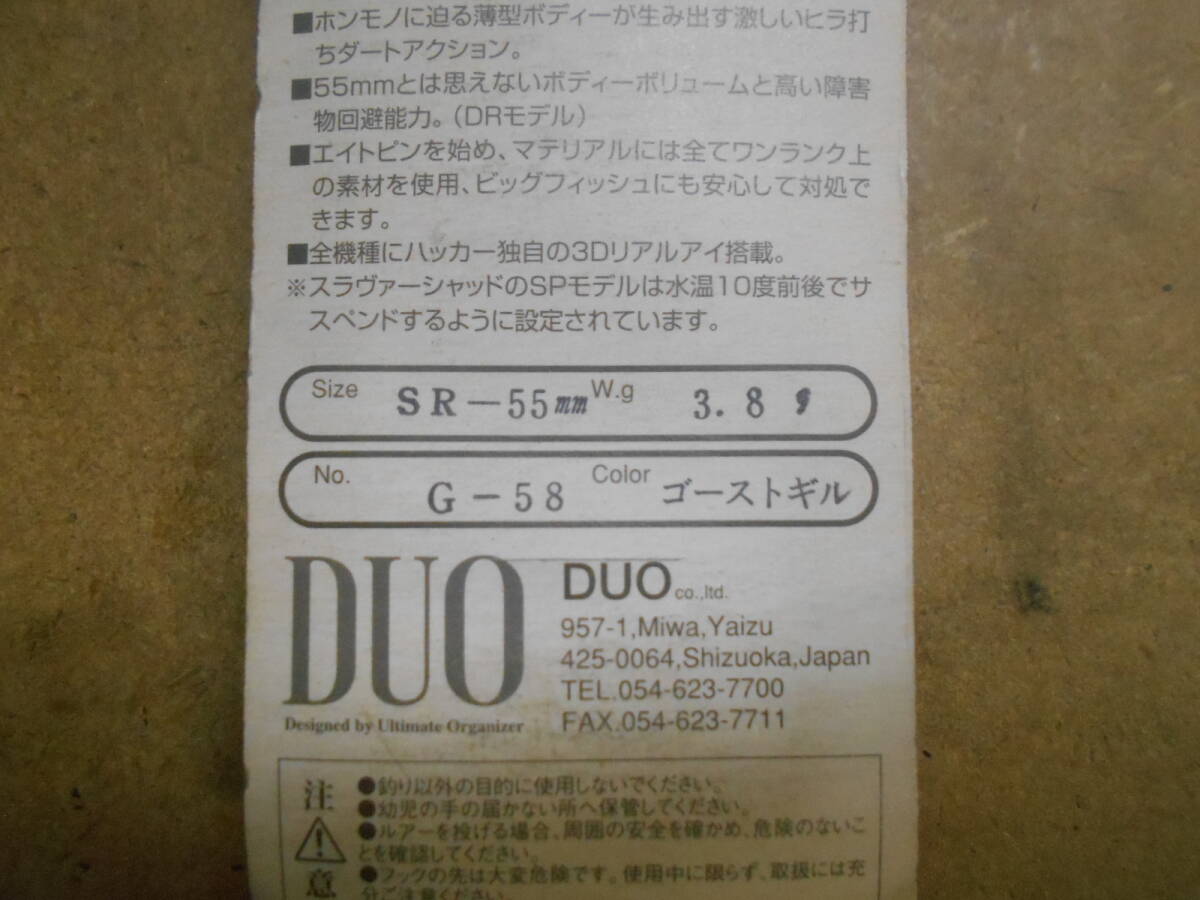 ■ホンモノに迫る薄型ボディーが生み出す激しいヒラ打
ちダートアクション。
■55mmとは思えないボディーボリュームと高い障害
物回避能力。(DRモデル)
■エイトピンを始め、マテリアルには全てワンランク上
の素材を使用、ビッグフィッシュにも安心して対処で
きます。
■全機種にハッカー独自の3Dリアルアイ搭載。
※スラヴァーシャッドのSPモデルは水温10度前後でサ
スペンドするように設定されています。
Size SR-55mm W.g 3.8g
No. G-58 Color ゴーストギル
DUO
Designed by Ultimate Organizer
DUO co.,ltd.
957-1,Miwa,Yaizu
425-0064,Shizuoka,Japan
TEL.054-623-7700
FAX.054-623-7711
注意
●釣り以外の目的に使用しないでください。
●幼児の手の届かない所へ保管してください。
●ルアーを投げる場合、周囲の安全を確かめ、危険のないこ
とを確認してください。
●フックの先は大変危険です。使用中に限らず、取扱には充
分ご注意ください。